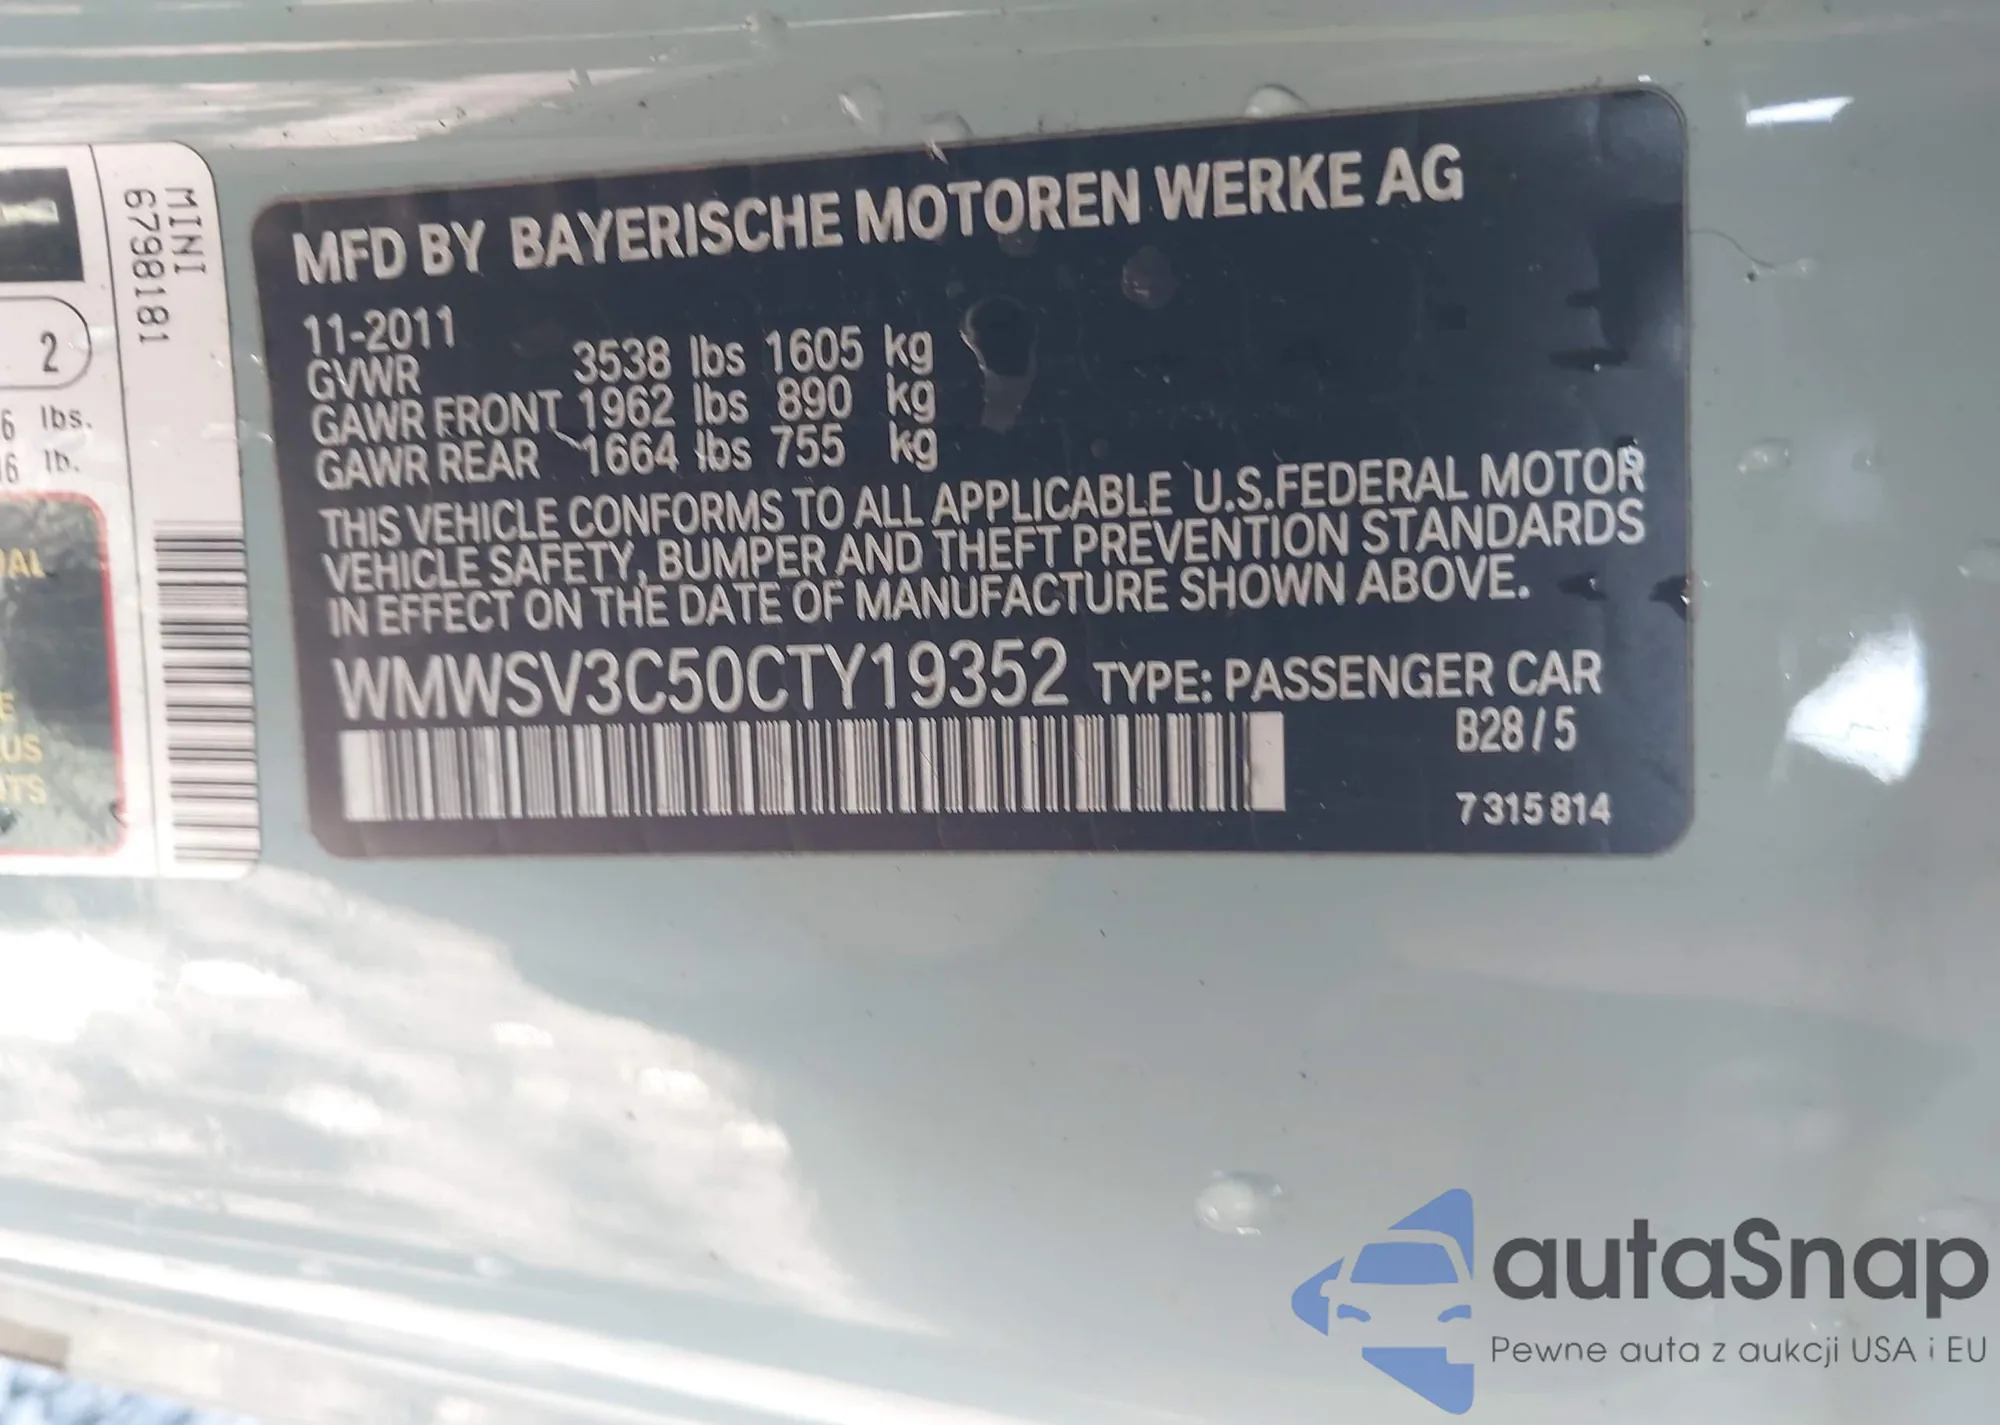 MINI
6798181
2
6 lbs.
16 lb.
MFD BY BAYERISCHE MOTOREN WERKE AG
11-2011
GVWR 3538 lbs 1605 kg
GAWR FRONT 1962 lbs 890 kg
GAWR REAR 1664 lbs 755 kg
THIS VEHICLE CONFORMS TO ALL APPLICABLE U.S.FEDERAL MOTOR
VEHICLE SAFETY, BUMPER AND THEFT PREVENTION STANDARDS
IN EFFECT ON THE DATE OF MANUFACTURE SHOWN ABOVE.
WMWSV3C50CTY19352 TYPE: PASSENGER CAR
B28/5
7 315 814
autaSnap
Pewne auta z aukcji USA i EU